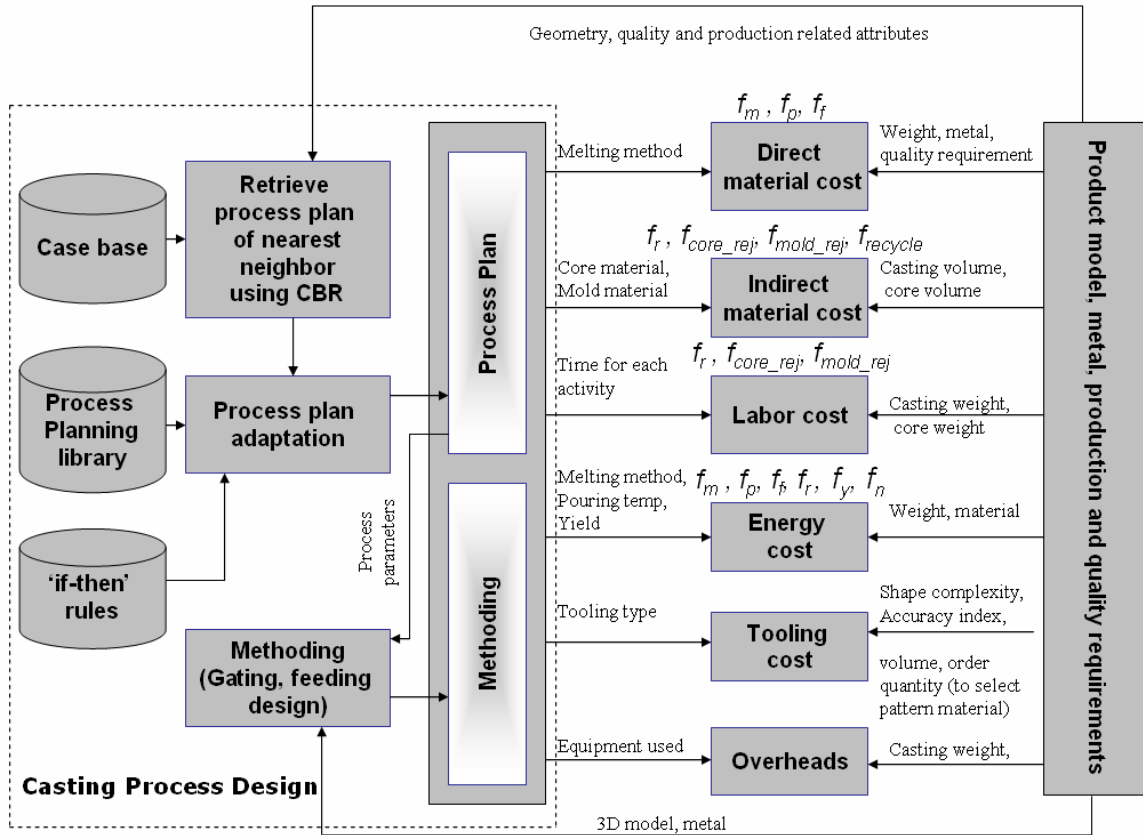 Geometry, quality and production related attributes
Case base
Retrieve
process plan
of nearest
neighbor
using CBR
Process
Planning
library
Process plan
adaptation
‘if-then’
rules
Methoding
(Gating, feeding
design)
Casting Process Design
Process
parameters
Process Plan
Methoding
Melting method
f_m , f_p, f_f
Direct
material cost
Weight, metal,
quality requirement
Core material,
Mold material
f_r , f_core_rej, f_mold_rej, f_recycle
Indirect
material cost
Casting volume,
core volume
Time for each
activity
f_r , f_core_rej, f_mold_rej
Labor cost
Casting weight,
core weight
Melting method,
Pouring temp,
Yield
f_m , f_p, f_f, f_r, f_y, f_n
Energy
cost
Weight, material
Tooling type
Tooling
cost
Shape complexity,
Accuracy index,
volume, order
quantity (to select
pattern material)
Equipment used
Overheads
Casting weight,
Product model, metal, production and quality requirements
3D model, metal